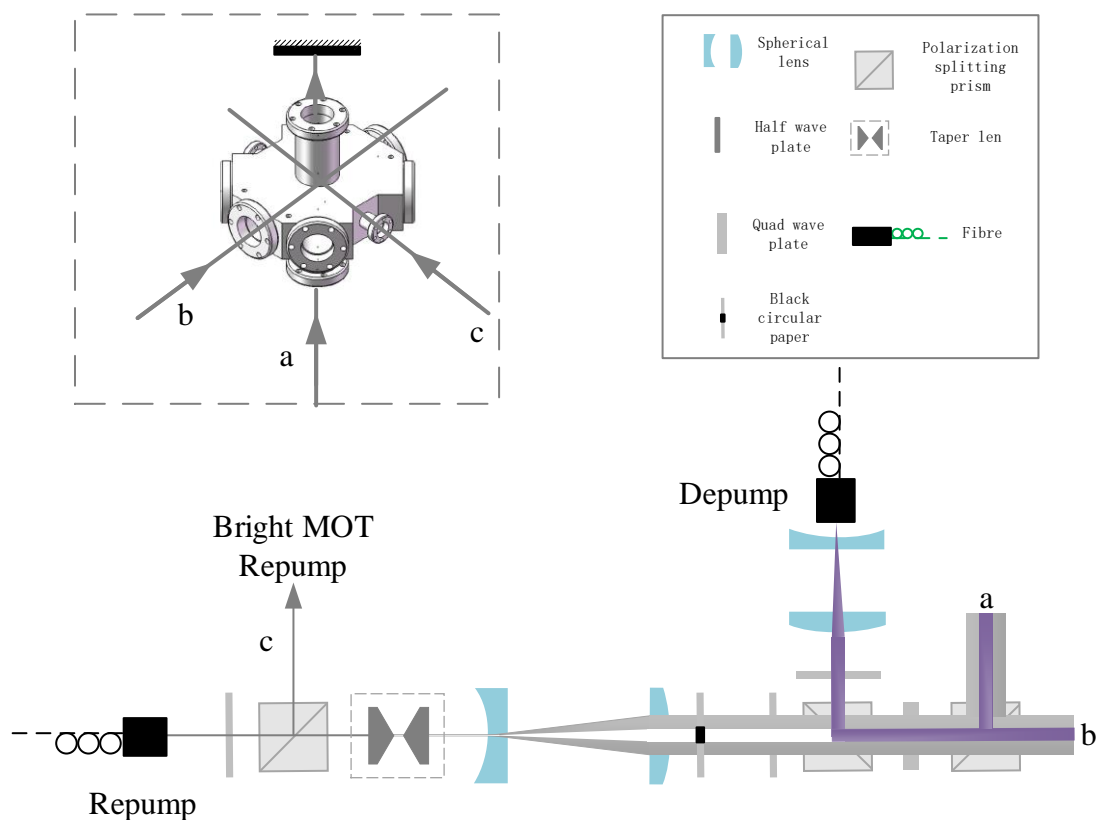 b
c
a
Spherical
lens
Polarization
splitting
prism
Half wave
plate
Taper len
Quad wave
plate
Fibre
Black
circular
paper
Depump
Bright MOT
Repump
a
c
b
Repump